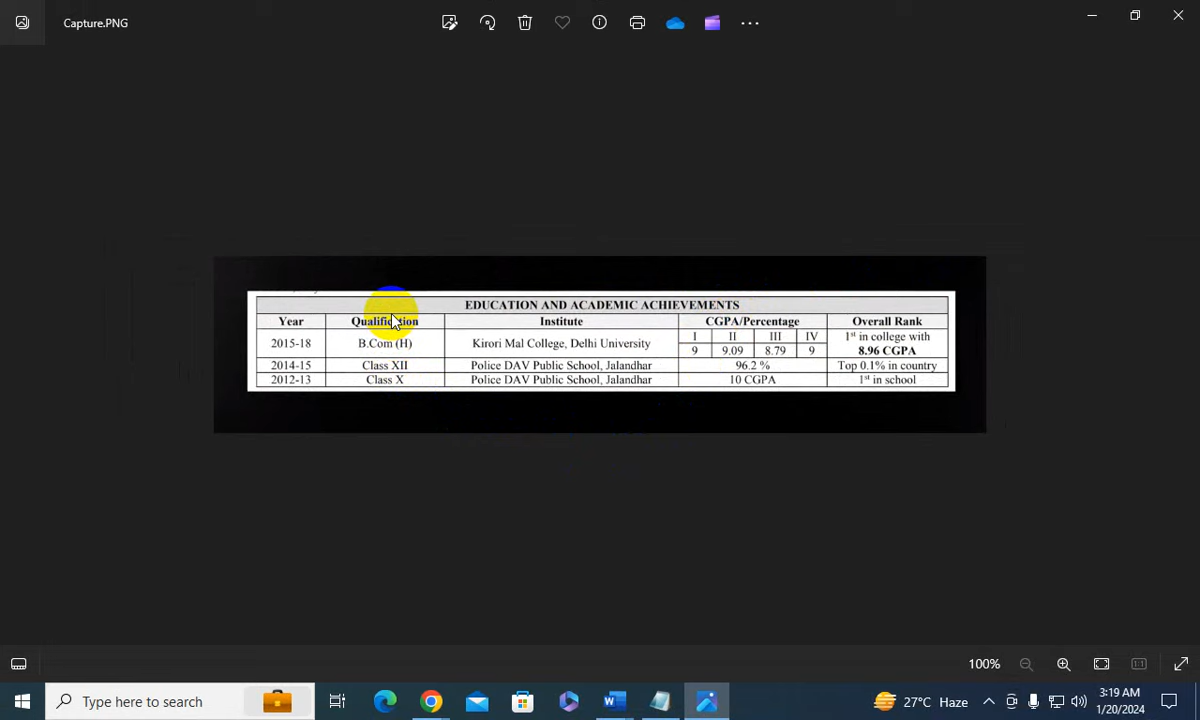 Capture.PNG
EDUCATION AND ACADEMIC ACHIEVEMENTS
Year Qualification Institute CGPA/Percentage Overall Rank
2015-18 B.Com (H) Kirori Mal College, Delhi University I II III IV 1st in college with
9 9.09 8.79 9 8.96 CGPA
2014-15 Class XII Police DAV Public School, Jalandhar 96.2 % Top 0.1% in country
2012-13 Class X Police DAV Public School, Jalandhar 10 CGPA 1st in school
100% 1:1
Type here to search 27°C Haze 3:19 AM
1/20/2024